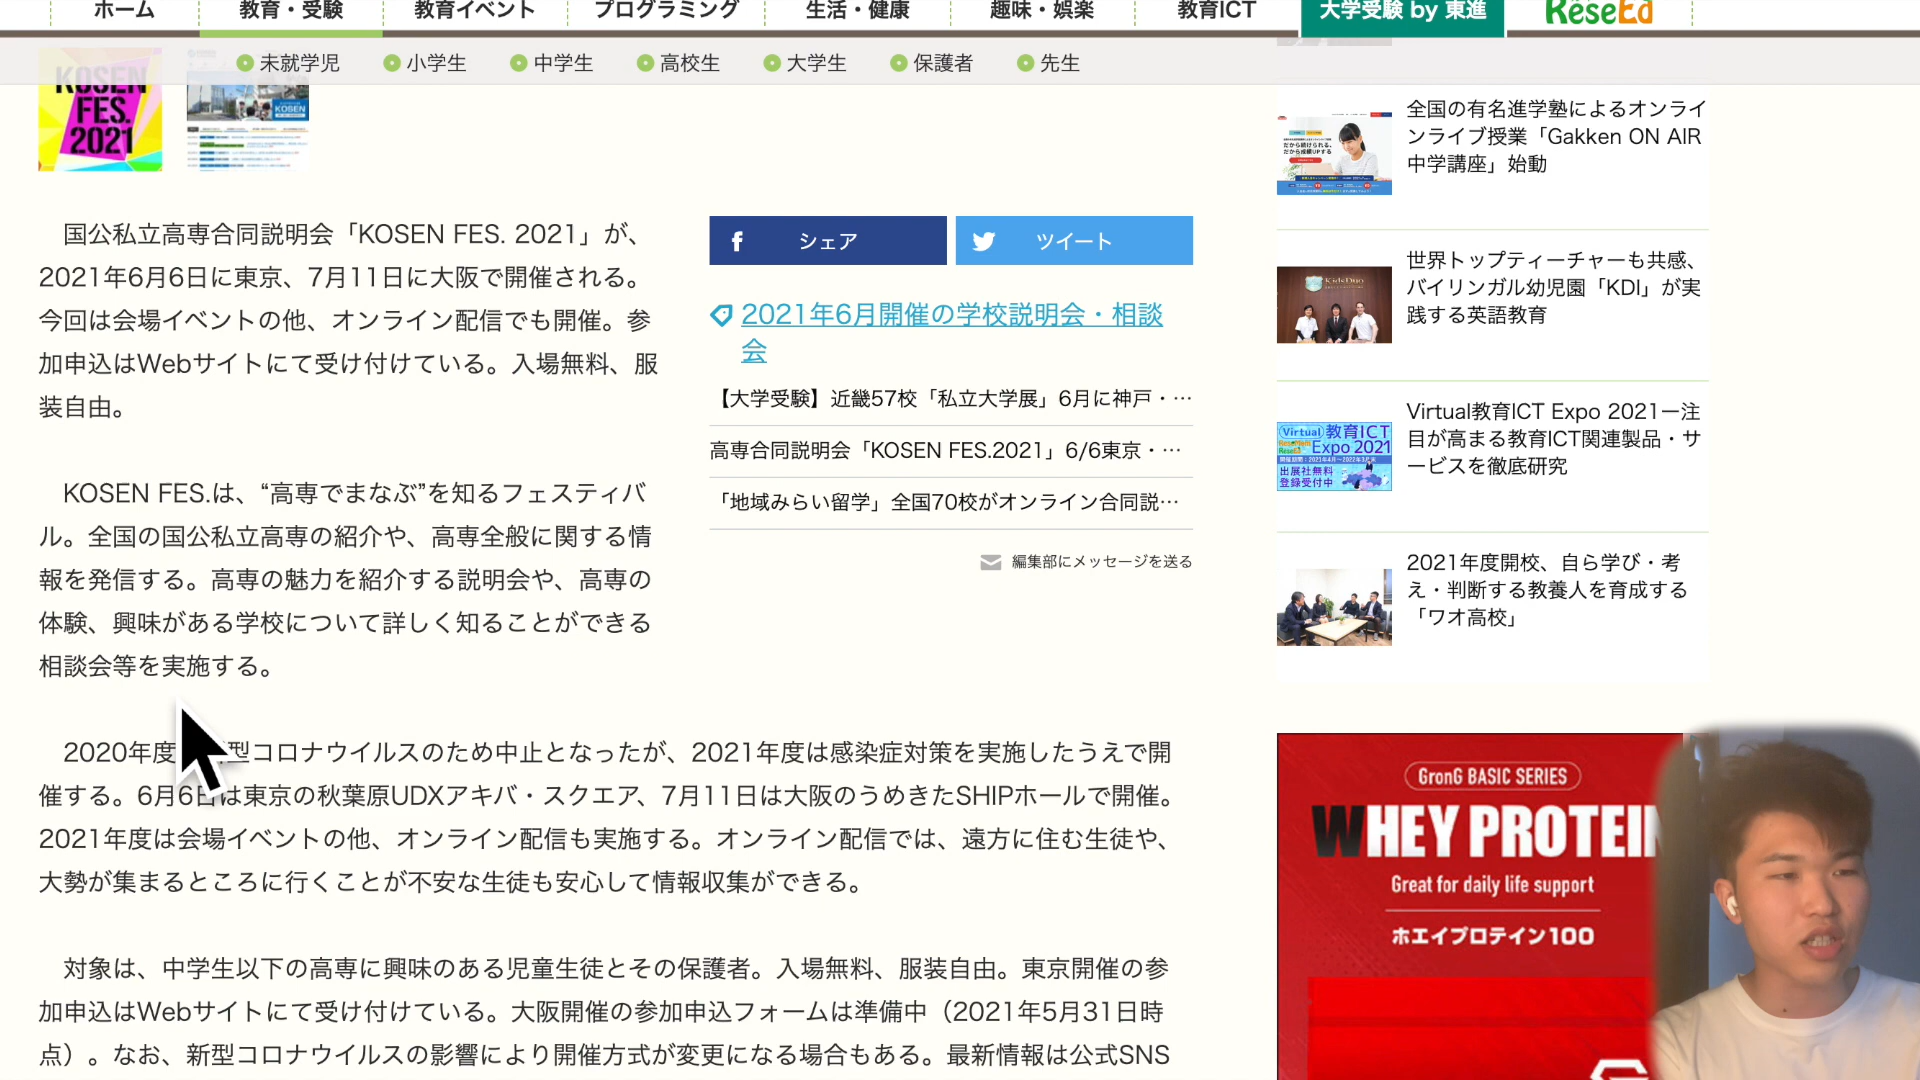 ホーム
教育・受験
教育イベント
プログラミング
生活・健康
趣味・娯楽
教育ICT
大学受験 by 東進
ReseEd
未就学児
小学生
中学生
高校生
大学生
保護者
先生
KOSEN
FES.
2021
KOSEN
国公私立高専合同説明会「KOSEN FES. 2021」が、
2021年6月6日に東京、7月11日に大阪で開催される。
今回は会場イベントの他、オンライン配信でも開催。参
加申込はWebサイトにて受け付けている。入場無料、服
装自由。
KOSEN FES.は、“高専でまなぶ”を知るフェスティバ
ル。全国の国公私立高専の紹介や、高専全般に関する情
報を発信する。高専の魅力を紹介する説明会や、高専の
体験、興味がある学校について詳しく知ることができる
相談会等を実施する。
2020年度 型コロナウイルスのため中止となったが、2021年度は感染症対策を実施したうえで開
催する。6月6日は東京の秋葉原UDXアキバ・スクエア、7月11日は大阪のうめきたSHIPホールで開催。
2021年度は会場イベントの他、オンライン配信も実施する。オンライン配信では、遠方に住む生徒や、
大勢が集まるところに行くことが不安な生徒も安心して情報収集ができる。
対象は、中学生以下の高専に興味のある児童生徒とその保護者。入場無料、服装自由。東京開催の参
加申込はWebサイトにて受け付けている。大阪開催の参加申込フォームは準備中（2021年5月31日時
点）。なお、新型コロナウイルスの影響により開催方式が変更になる場合もある。最新情報は公式SNS
シェア
ツイート
2021年6月開催の学校説明会・相談
会
【大学受験】近畿57校「私立大学展」6月に神戸・…
高専合同説明会「KOSEN FES.2021」6/6東京・…
「地域みらい留学」全国70校がオンライン合同説…
編集部にメッセージを送る
だから続けられる。
だから成績UPする
全国の有名進学塾によるオンライ
ンライブ授業「Gakken ON AIR
中学講座」始動
KidsDuo
世界トップティーチャーも共感、
バイリンガル幼児園「KDI」が実
践する英語教育
Virtual 教育ICT
Expo 2021
出展社無料
登録受付中
Virtual教育ICT Expo 2021ー注
目が高まる教育ICT関連製品・サ
ービスを徹底研究
2021年度開校、自ら学び・考
え・判断する教養人を育成する
「ワオ高校」
GronG BASIC SERIES
WHEY PROTEIN
Great for daily life support
ホエイプロテイン100